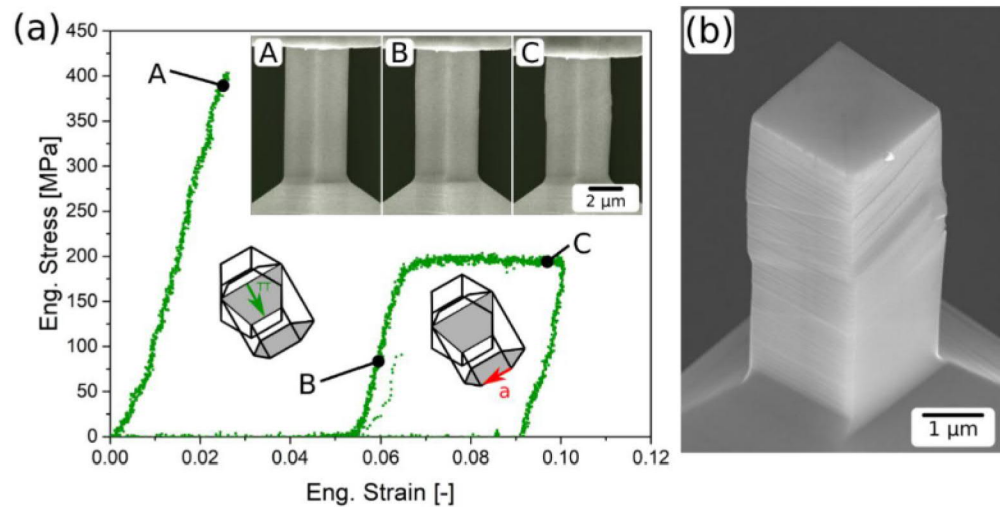 (a)
450
400
350
300
250
200
150
100
50
0
Eng. Stress [MPa]
0.00 0.02 0.04 0.06 0.08 0.10 0.12
Eng. Strain [-]
A
B
C
A
B
C
2 µm
π
a
(b)
1 µm